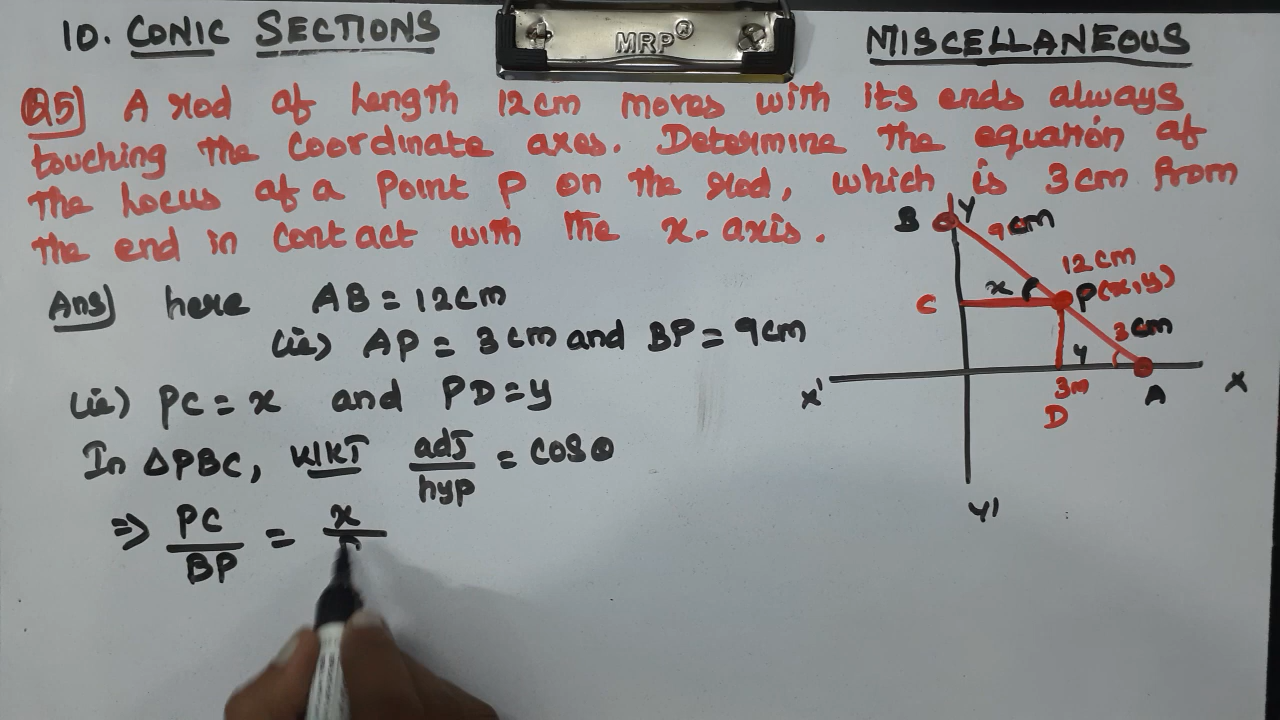 10. CONIC SECTIONS
MRP®
MISCELLANEOUS
Q5) A rod of length 12cm moves with its ends always
touching the coordinate axes. Determine the equation of
the locus of a point P on the rod, which is 3cm from
the end in contact with the x-axis.
Ans) here AB = 12cm
(ie) AP = 3cm and BP = 9cm
(ie) PC = x and PD = y
In ΔPBC, WKT adj/hyp = cosθ
⇒ PC/BP = x/
B
y
9cm
12cm
P(x,y)
C
x
3cm
y
X'
3m
D
A
X
y'